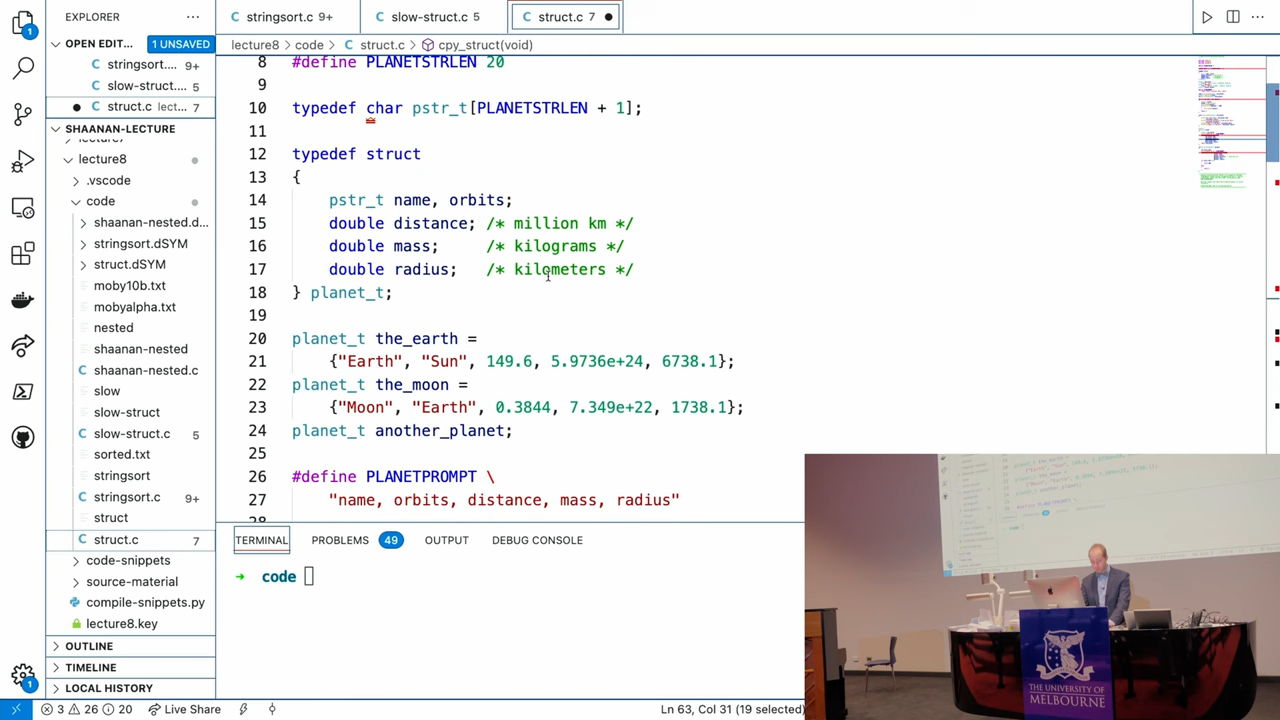 EXPLORER
OPEN EDIT...
1 UNSAVED
stringsort.... 9+
slow-struct.... 5
struct.c lect... 7
SHAANAN-LECTURE
lecture8
.vscode
code
shaanan-nested.d...
stringsort.dSYM
struct.dSYM
moby10b.txt
mobyalpha.txt
nested
shaanan-nested
shaanan-nested.c
slow
slow-struct
slow-struct.c 5
sorted.txt
stringsort
stringsort.c 9+
struct
struct.c 7
code-snippets
source-material
compile-snippets.py
lecture8.key
OUTLINE
TIMELINE
LOCAL HISTORY
1
1
stringsort.c 9+
slow-struct.c 5
struct.c 7
lecture8 > code > C struct.c > cpy_struct(void)
8 #define PLANETSTRLEN 20
9
10 typedef char pstr_t[PLANETSTRLEN + 1];
11
12 typedef struct
13 {
14 pstr_t name, orbits;
15 double distance; /* million km */
16 double mass; /* kilograms */
17 double radius; /* kilometers */
18 } planet_t;
19
20 planet_t the_earth =
21 {"Earth", "Sun", 149.6, 5.9736e+24, 6738.1};
22 planet_t the_moon =
23 {"Moon", "Earth", 0.3844, 7.349e+22, 1738.1};
24 planet_t another_planet;
25
26 #define PLANETPROMPT \
27 "name, orbits, distance, mass, radius"
TERMINAL PROBLEMS 49 OUTPUT DEBUG CONSOLE
→ code
3 26 20 Live Share
Ln 63, Col 31 (19 selected)
THE UNIVERSITY OF
MELBOURNE